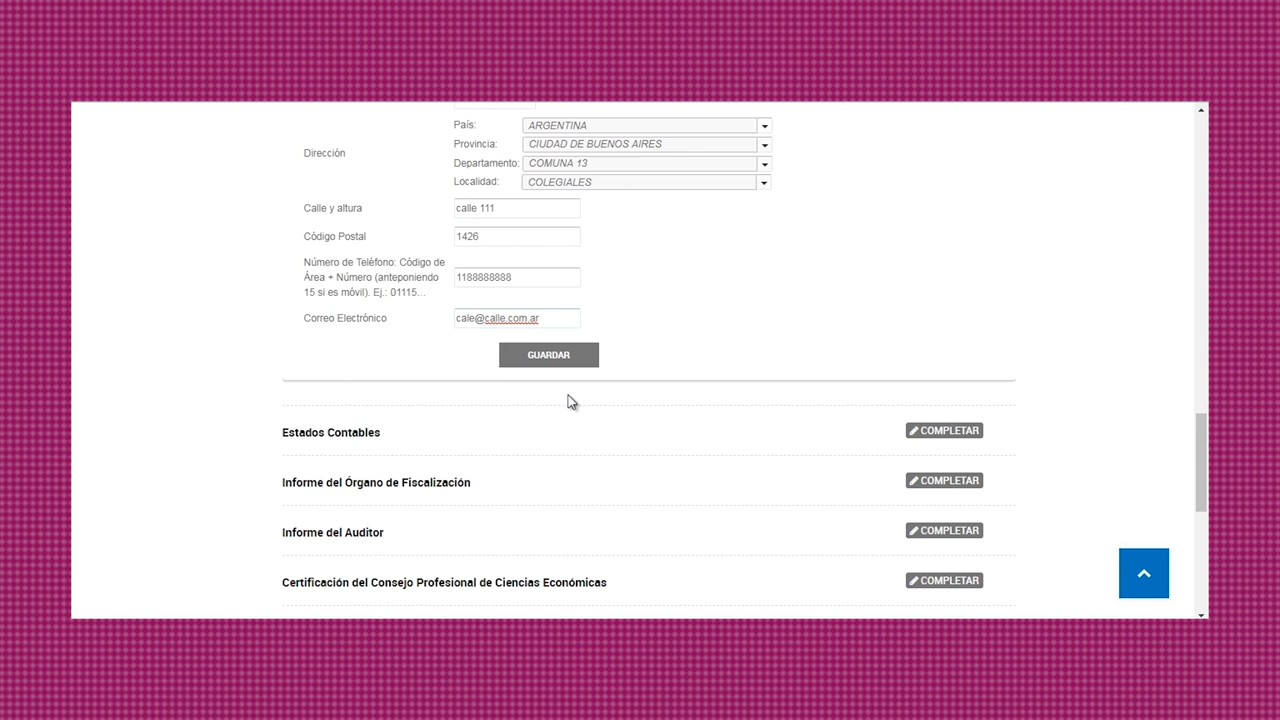 País: ARGENTINA
Dirección
Provincia: CIUDAD DE BUENOS AIRES
Departamento: COMUNA 13
Localidad: COLEGIALES
Calle y altura calle 111
Código Postal 1426
Número de Teléfono: Código de
Área + Número (anteponiendo
15 si es móvil). Ej.: 01115...
1188888888
Correo Electrónico cale@calle.com.ar
GUARDAR
Estados Contables COMPLETAR
Informe del Órgano de Fiscalización COMPLETAR
Informe del Auditor COMPLETAR
Certificación del Consejo Profesional de Ciencias Económicas COMPLETAR